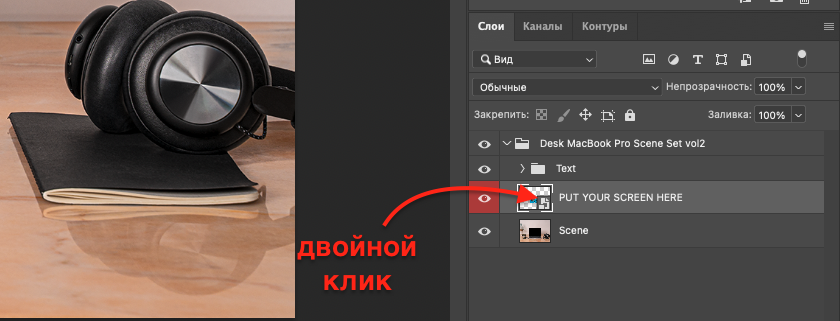 Слои Каналы Контуры
Вид
Обычные Непрозрачность: 100%
Закрепить: Заливка: 100%
Desk MacBook Pro Scene Set vol2
Text
PUT YOUR SCREEN HERE
Scene
двойной
клик